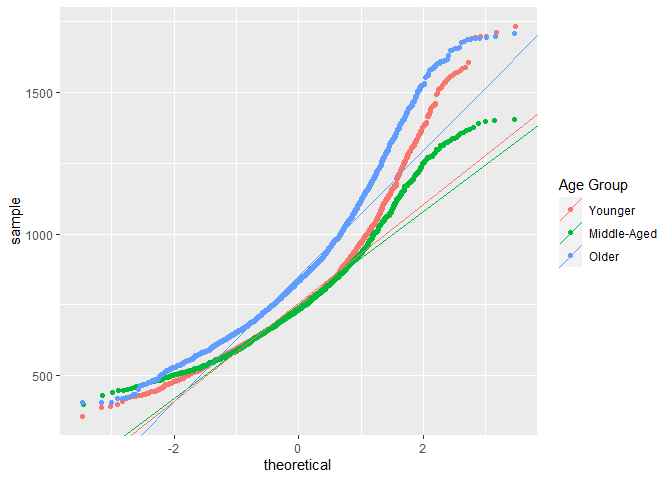 1500
1000
500
sample
-2
0
2
theoretical
Age Group
Younger
Middle-Aged
Older